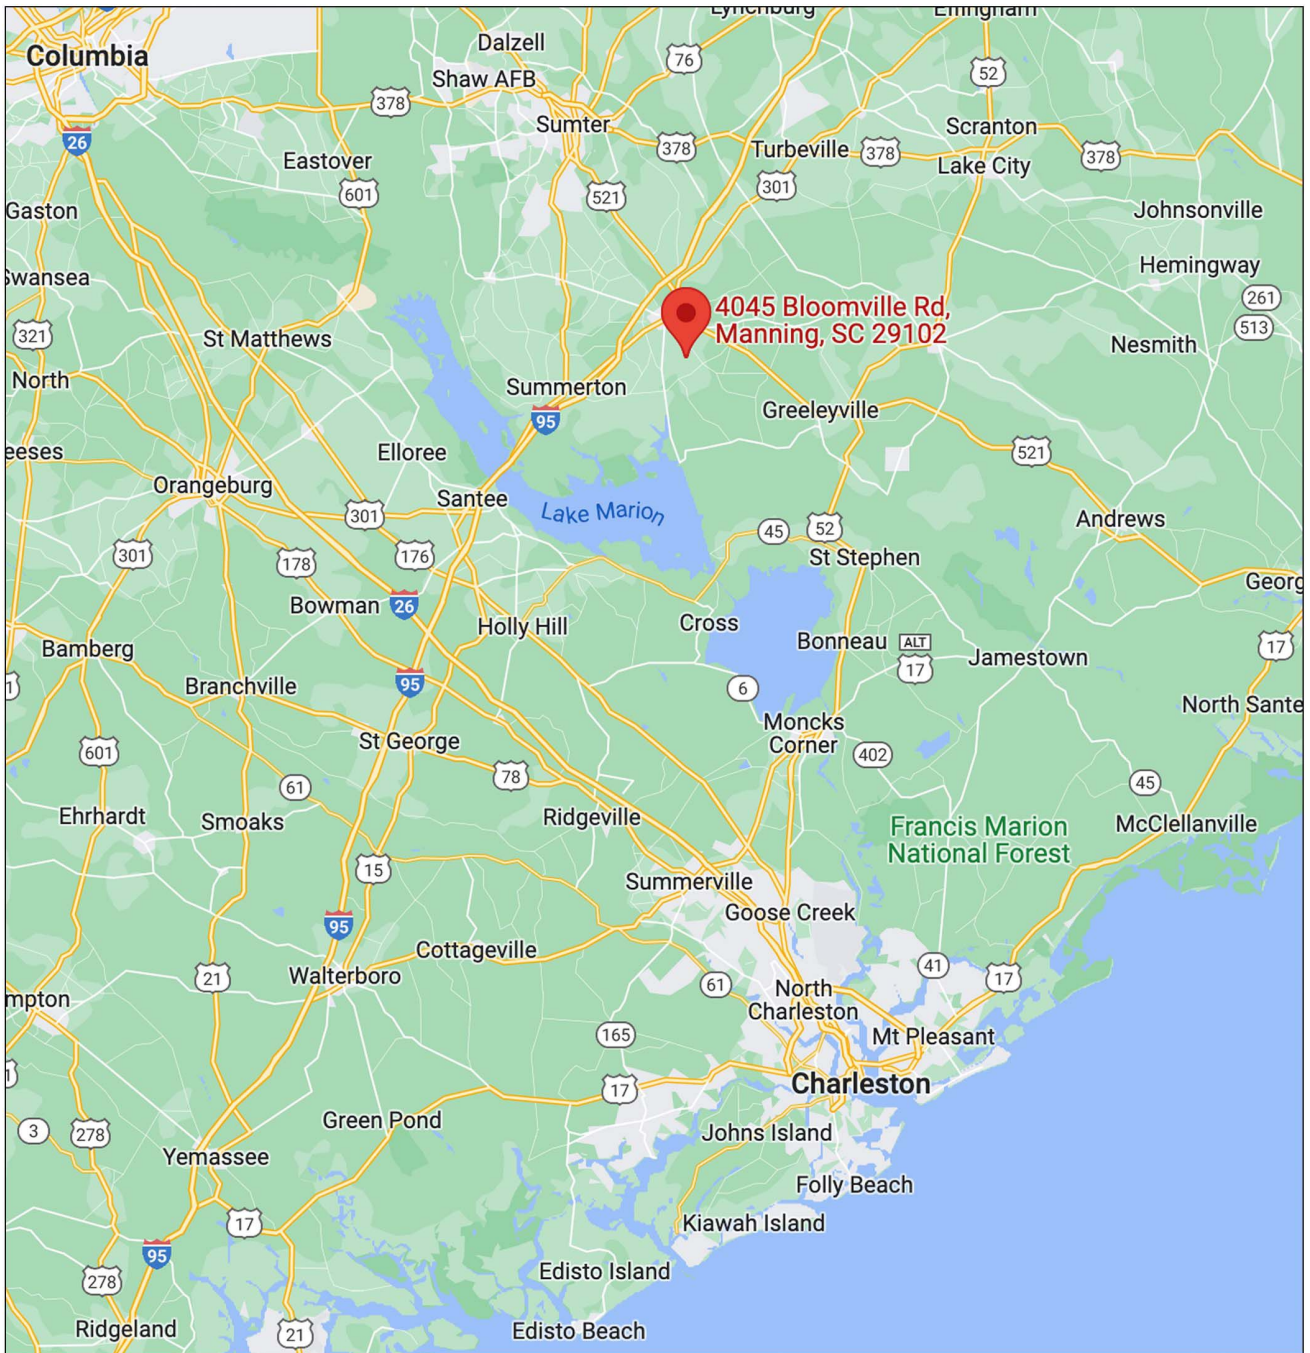 Lynchburg
Effingham
Columbia
Dalzell
76
52
Shaw AFB
378
Sumter
26
378
Turbeville
378
Scranton
378
Lake City
Eastover
601
521
301
Gaston
Johnsonville
Swansea
Hemingway
261
321
St Matthews
4045 Bloomville Rd,
Manning, SC 29102
513
Nesmith
North
Summerton
95
Greeleyville
eeses
Elloree
521
Orangeburg
Santee
301
Lake Marion
45
52
Andrews
301
178
176
St Stephen
Georg
Bowman
26
Holly Hill
Cross
Bonneau
ALT
17
17
Bamberg
Jamestown
1
Branchville
95
6
North Sante
St George
Moncks
Corner
601
78
402
61
45
Ehrhardt
Smoaks
Ridgeville
Francis Marion
National Forest
McClellanville
15
Summerville
95
Goose Creek
Cottageville
21
Walterboro
61
41
17
mpton
North
Charleston
165
Mt Pleasant
1
17
Charleston
3
278
Green Pond
Johns Island
Yemassee
Folly Beach
17
Kiawah Island
95
278
Edisto Island
Ridgeland
21
Edisto Beach